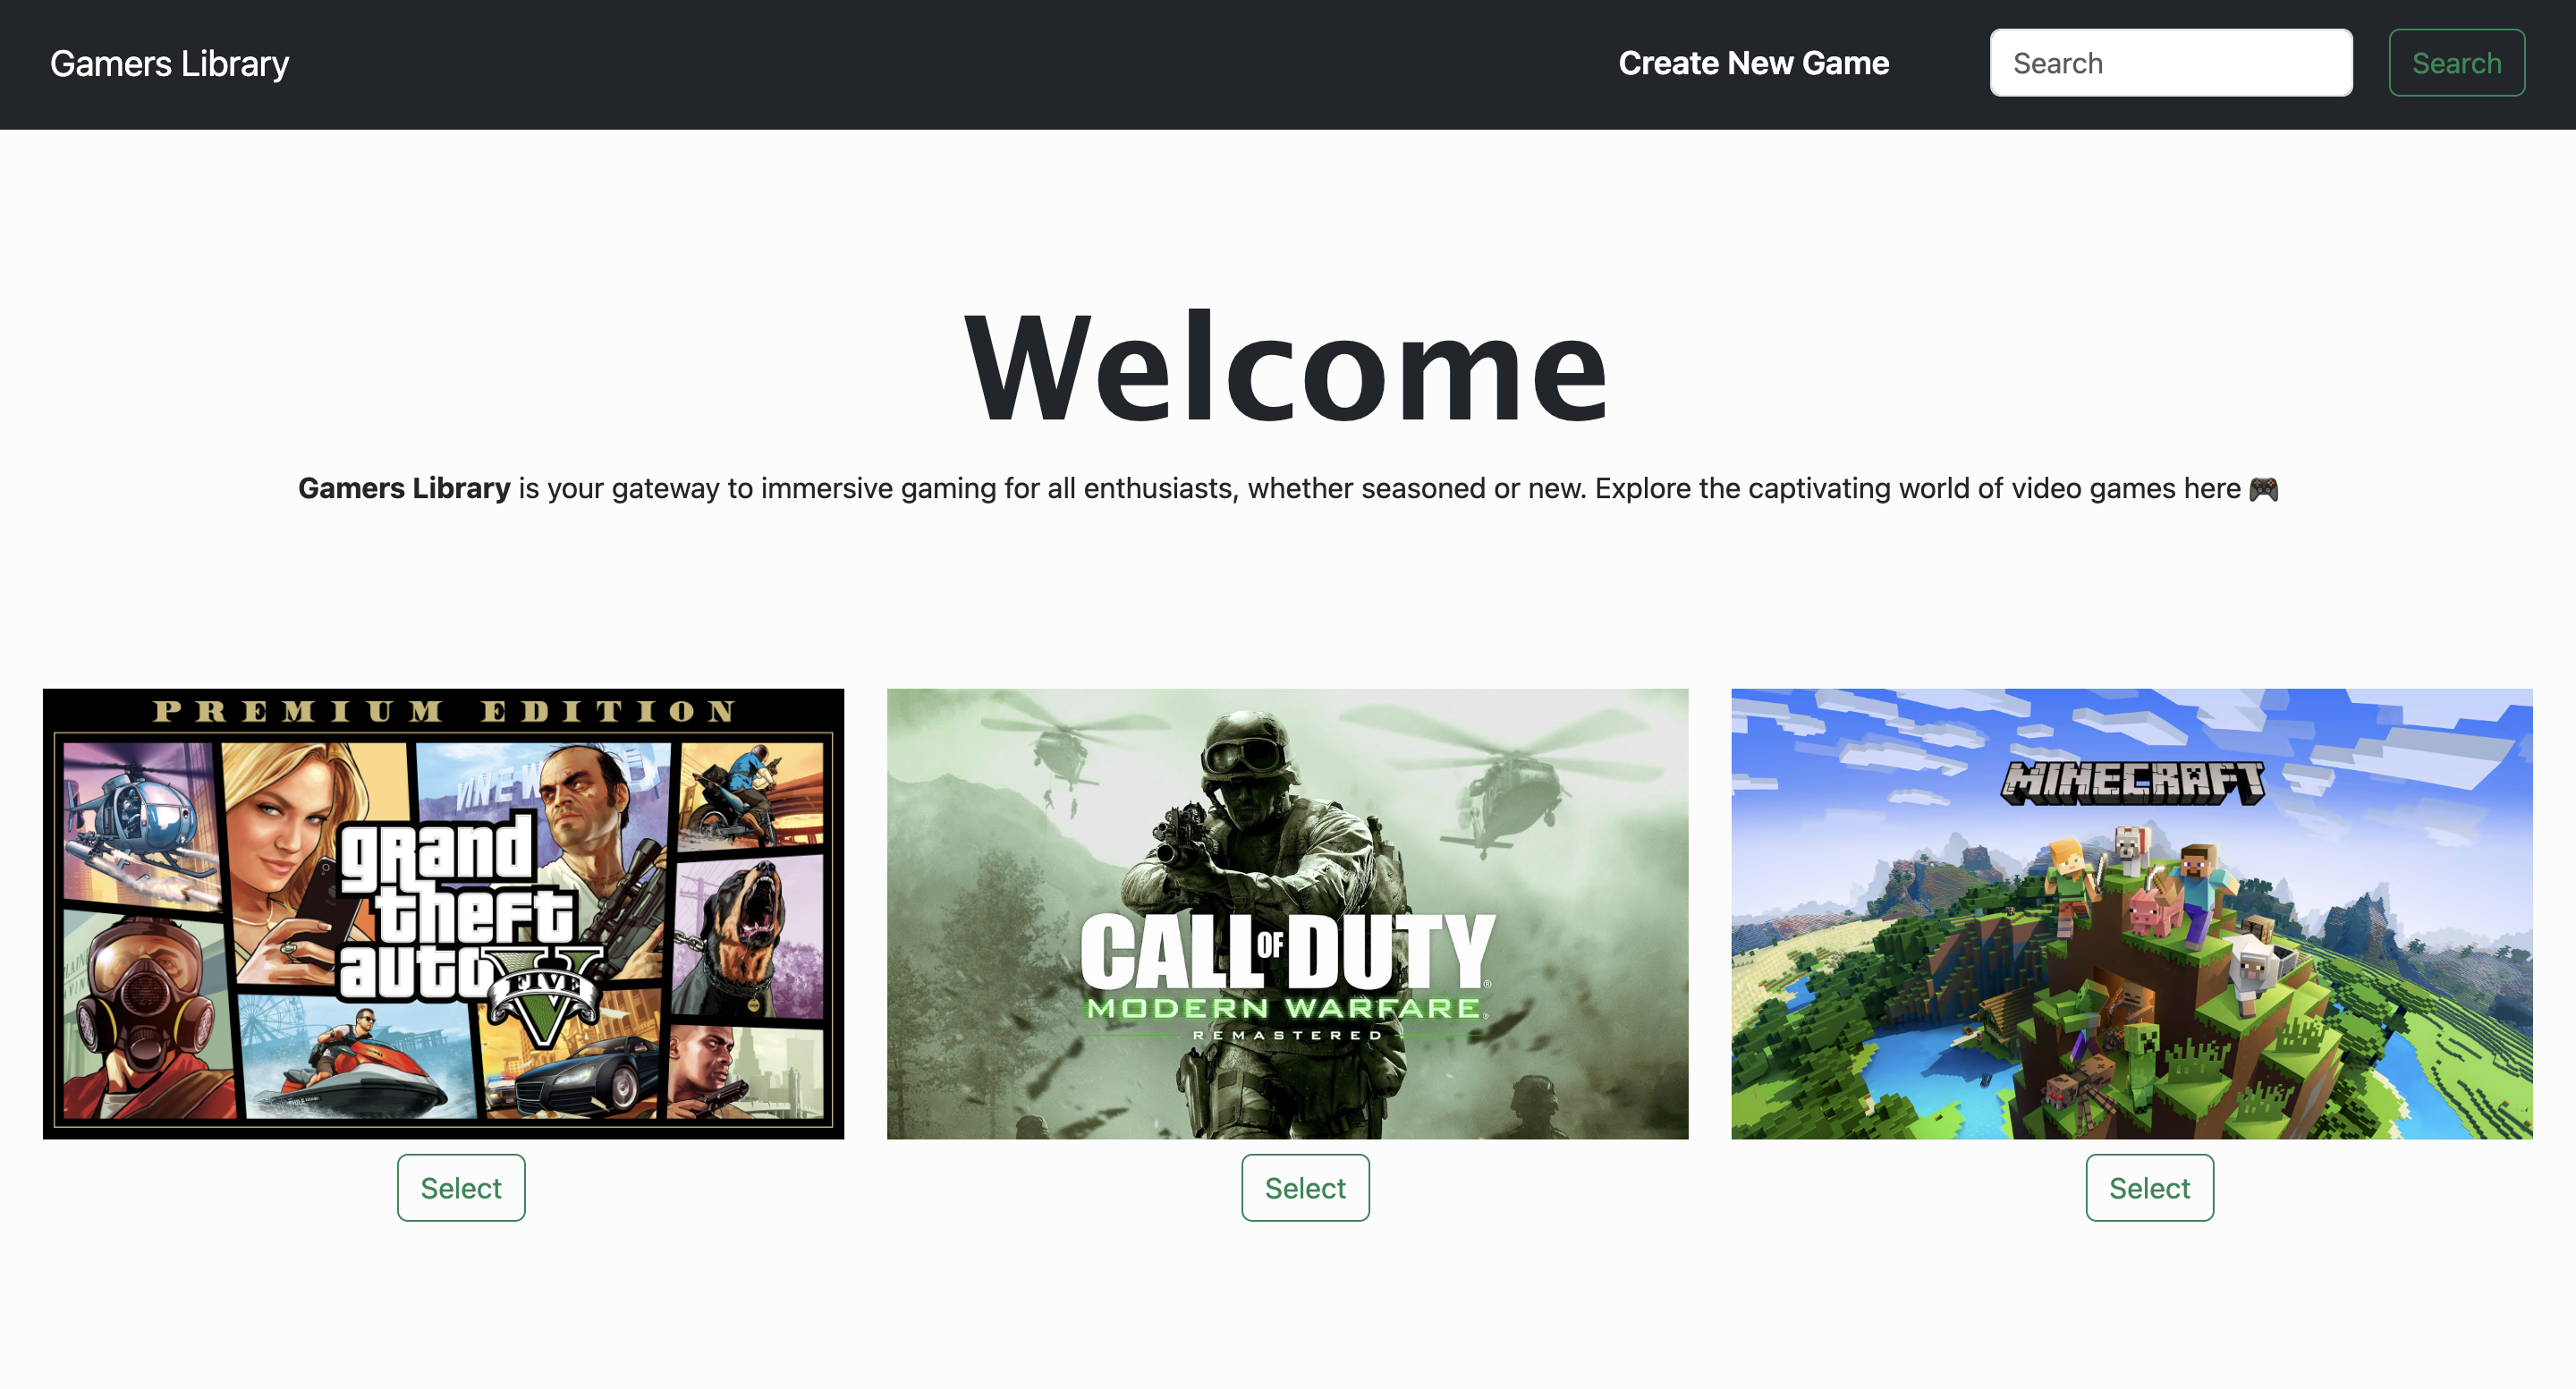 Gamers Library
Create New Game
Search
Search
Welcome
Gamers Library is your gateway to immersive gaming for all enthusiasts, whether seasoned or new. Explore the captivating world of video games here 🎮
PREMIUM EDITION
VINEW
grand
theft
auto
FIVE
CALL OF DUTY®
MODERN WARFARE®
REMASTERED
MINECRAFT
Select
Select
Select